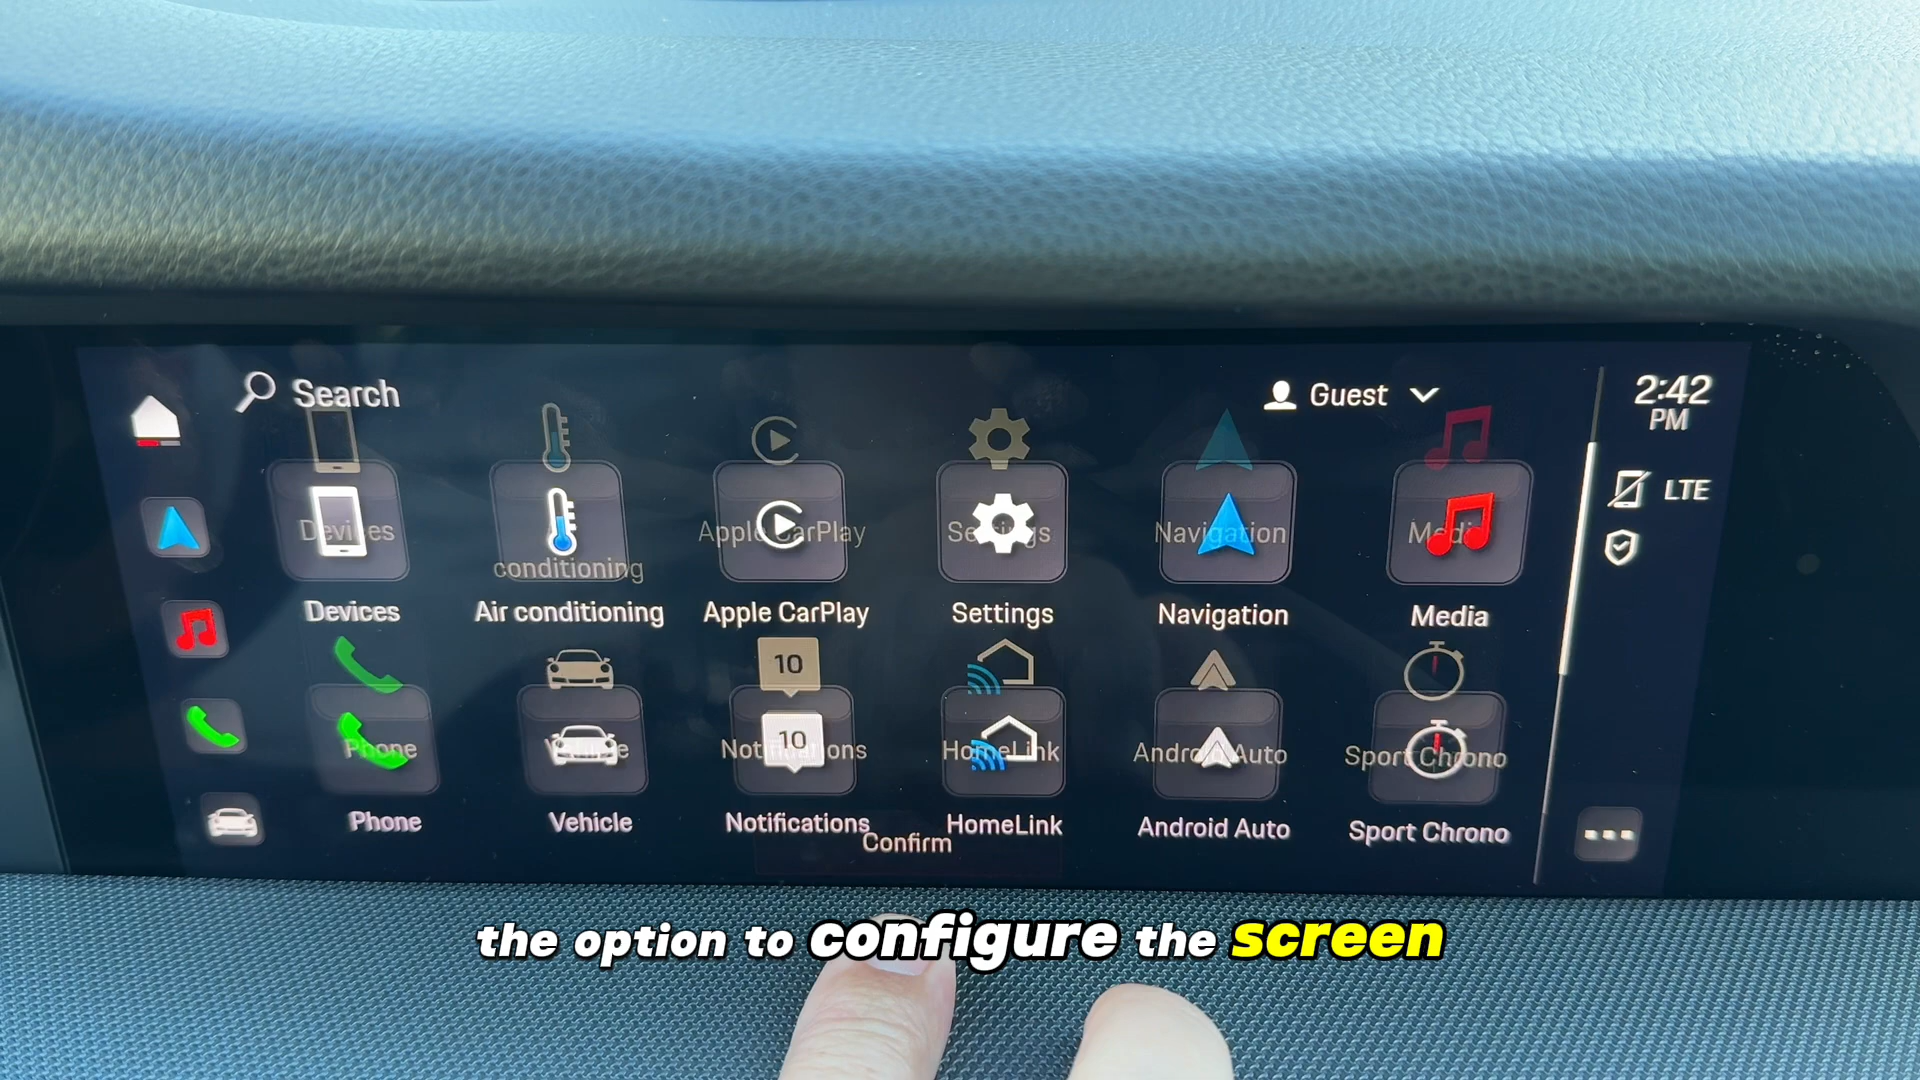 Search
Guest
2:42
PM
LTE
Devices
conditioning
Apple CarPlay
Settings
Navigation
Media
Devices
Air conditioning
Apple CarPlay
Settings
Navigation
Media
10
10
Phone
Vehicle
Notifications
HomeLink
Android Auto
Sport Chrono
Phone
Vehicle
Notifications
HomeLink
Android Auto
Sport Chrono
Confirm
the option to configure the screen